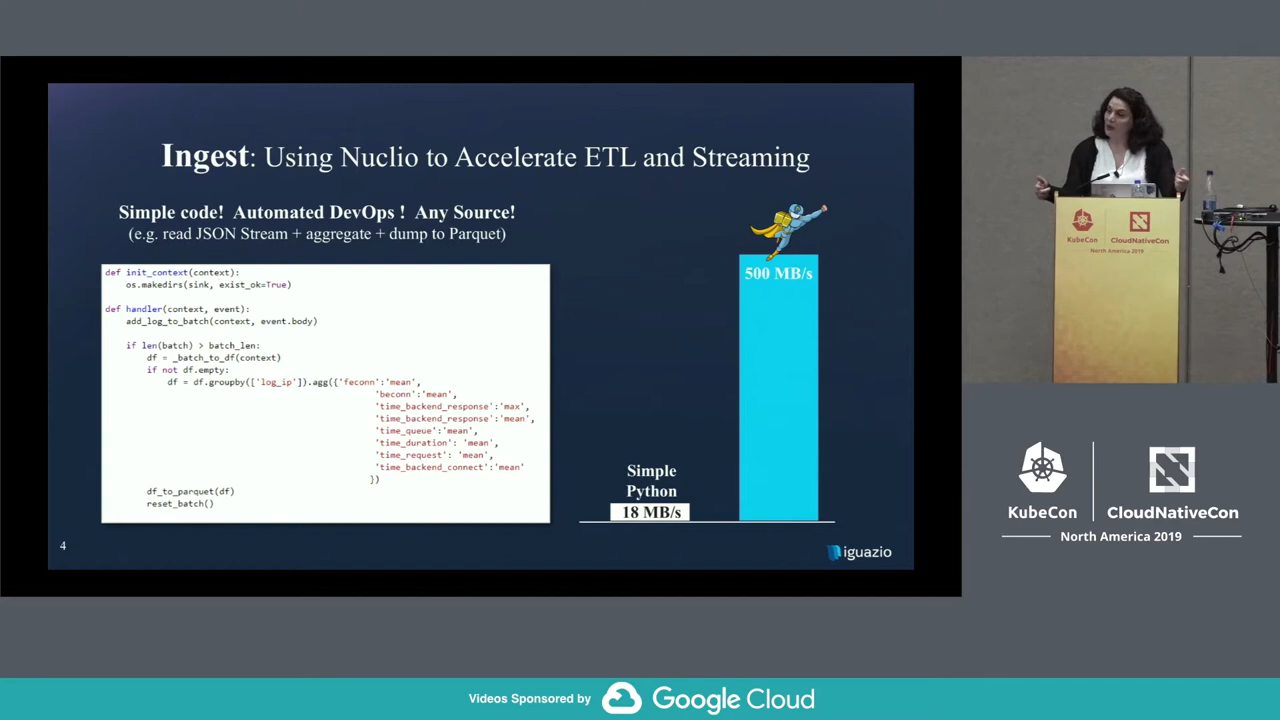 Ingest: Using Nuclio to Accelerate ETL and Streaming
Simple code! Automated DevOps ! Any Source!
(e.g. read JSON Stream + aggregate + dump to Parquet)
def init_context(context):
os.makedirs(sink, exist_ok=True)
def handler(context, event):
add_log_to_batch(context, event.body)
if len(batch) > batch_len:
df = _batch_to_df(context)
if not df.empty:
df = df.groupby(['log_ip']).agg({'feconn':'mean',
'beconn':'mean',
'time_backend_response':'max',
'time_backend_response':'mean',
'time_queue':'mean',
'time_duration': 'mean',
'time_request': 'mean',
'time_backend_connect':'mean'
})
df_to_parquet(df)
reset_batch()
500 MB/s
Simple
Python
18 MB/s
4
iguazio
KubeCon
CloudNativeCon
North America 2019
KubeCon
CloudNativeCon
North America 2019
Videos Sponsored by Google Cloud